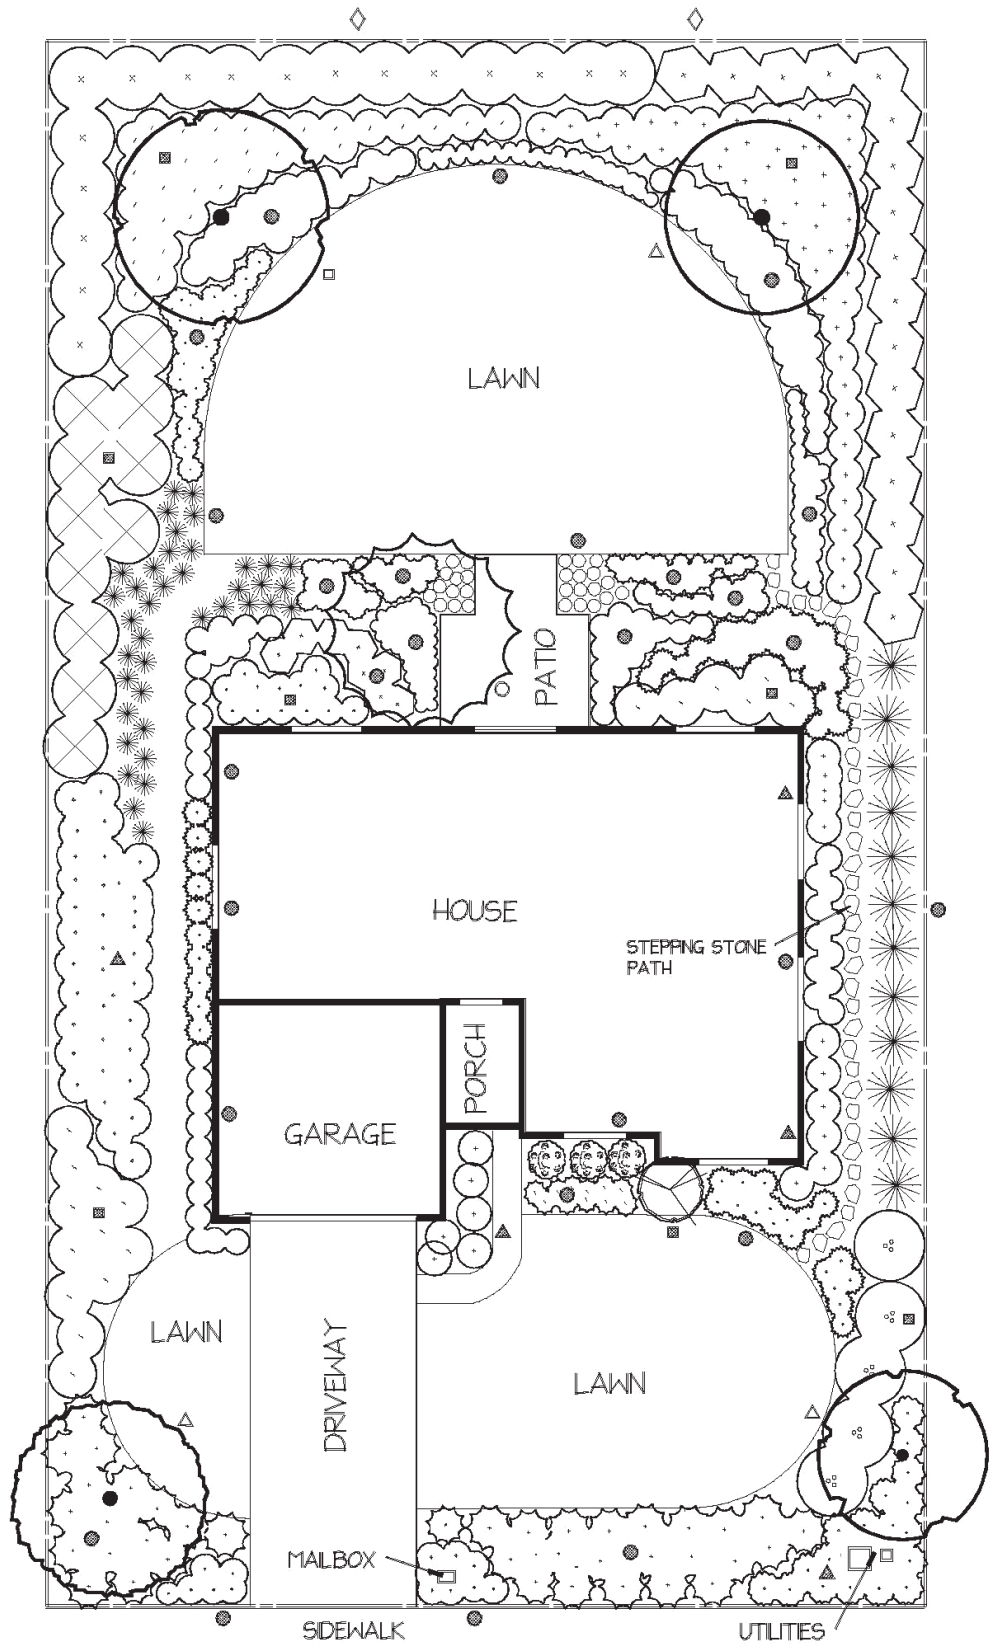 LAWN
PATIO
HOUSE
STEPPING STONE
PATH
PORCH
GARAGE
LAWN
DRIVEWAY
LAWN
MAILBOX
SIDEWALK
UTILITIES